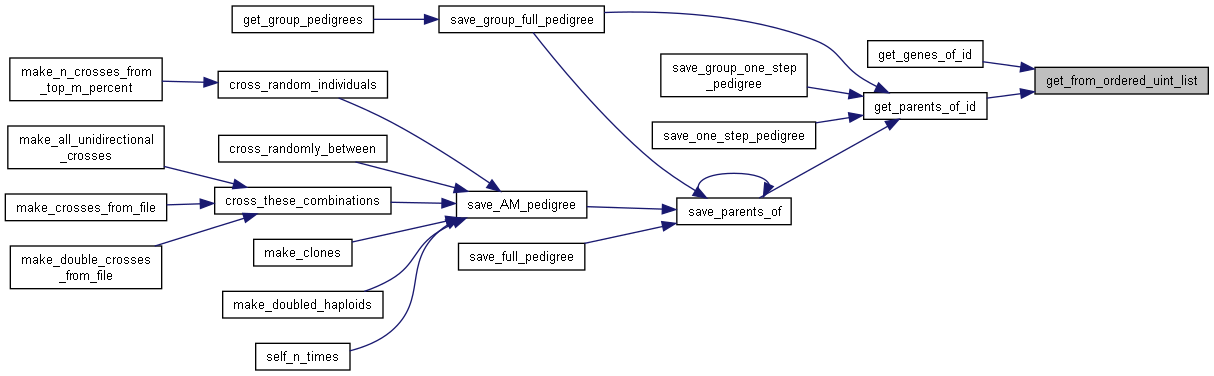 get_group_pedigrees
save_group_full_pedigree
make_n_crosses_from
_top_m_percent
cross_random_individuals
save_group_one_step
_pedigree
get_genes_of_id
get_from_ordered_uint_list
get_parents_of_id
make_all_unidirectional
_crosses
cross_randomly_between
save_one_step_pedigree
make_crosses_from_file
cross_these_combinations
save_AM_pedigree
save_parents_of
make_double_crosses
_from_file
make_clones
save_full_pedigree
make_doubled_haploids
self_n_times